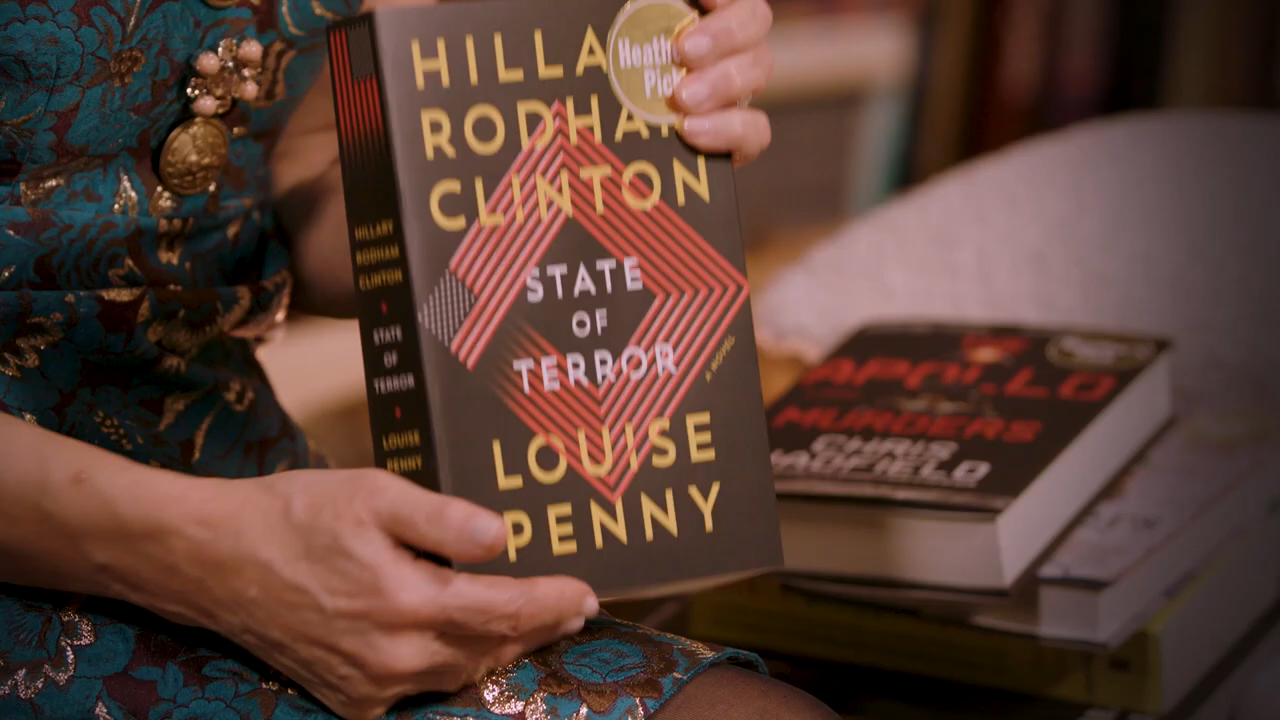 HILLA
RODHA
CLINTON
Heath
Pic
STATE
OF
TERROR
A NOVEL
LOUISE
PENNY
HILLARY
RODHAM
CLINTON
STATE
OF
TERROR
LOUISE
PENNY
APOLLO
MURDERS
CHRIS
HADFIELD